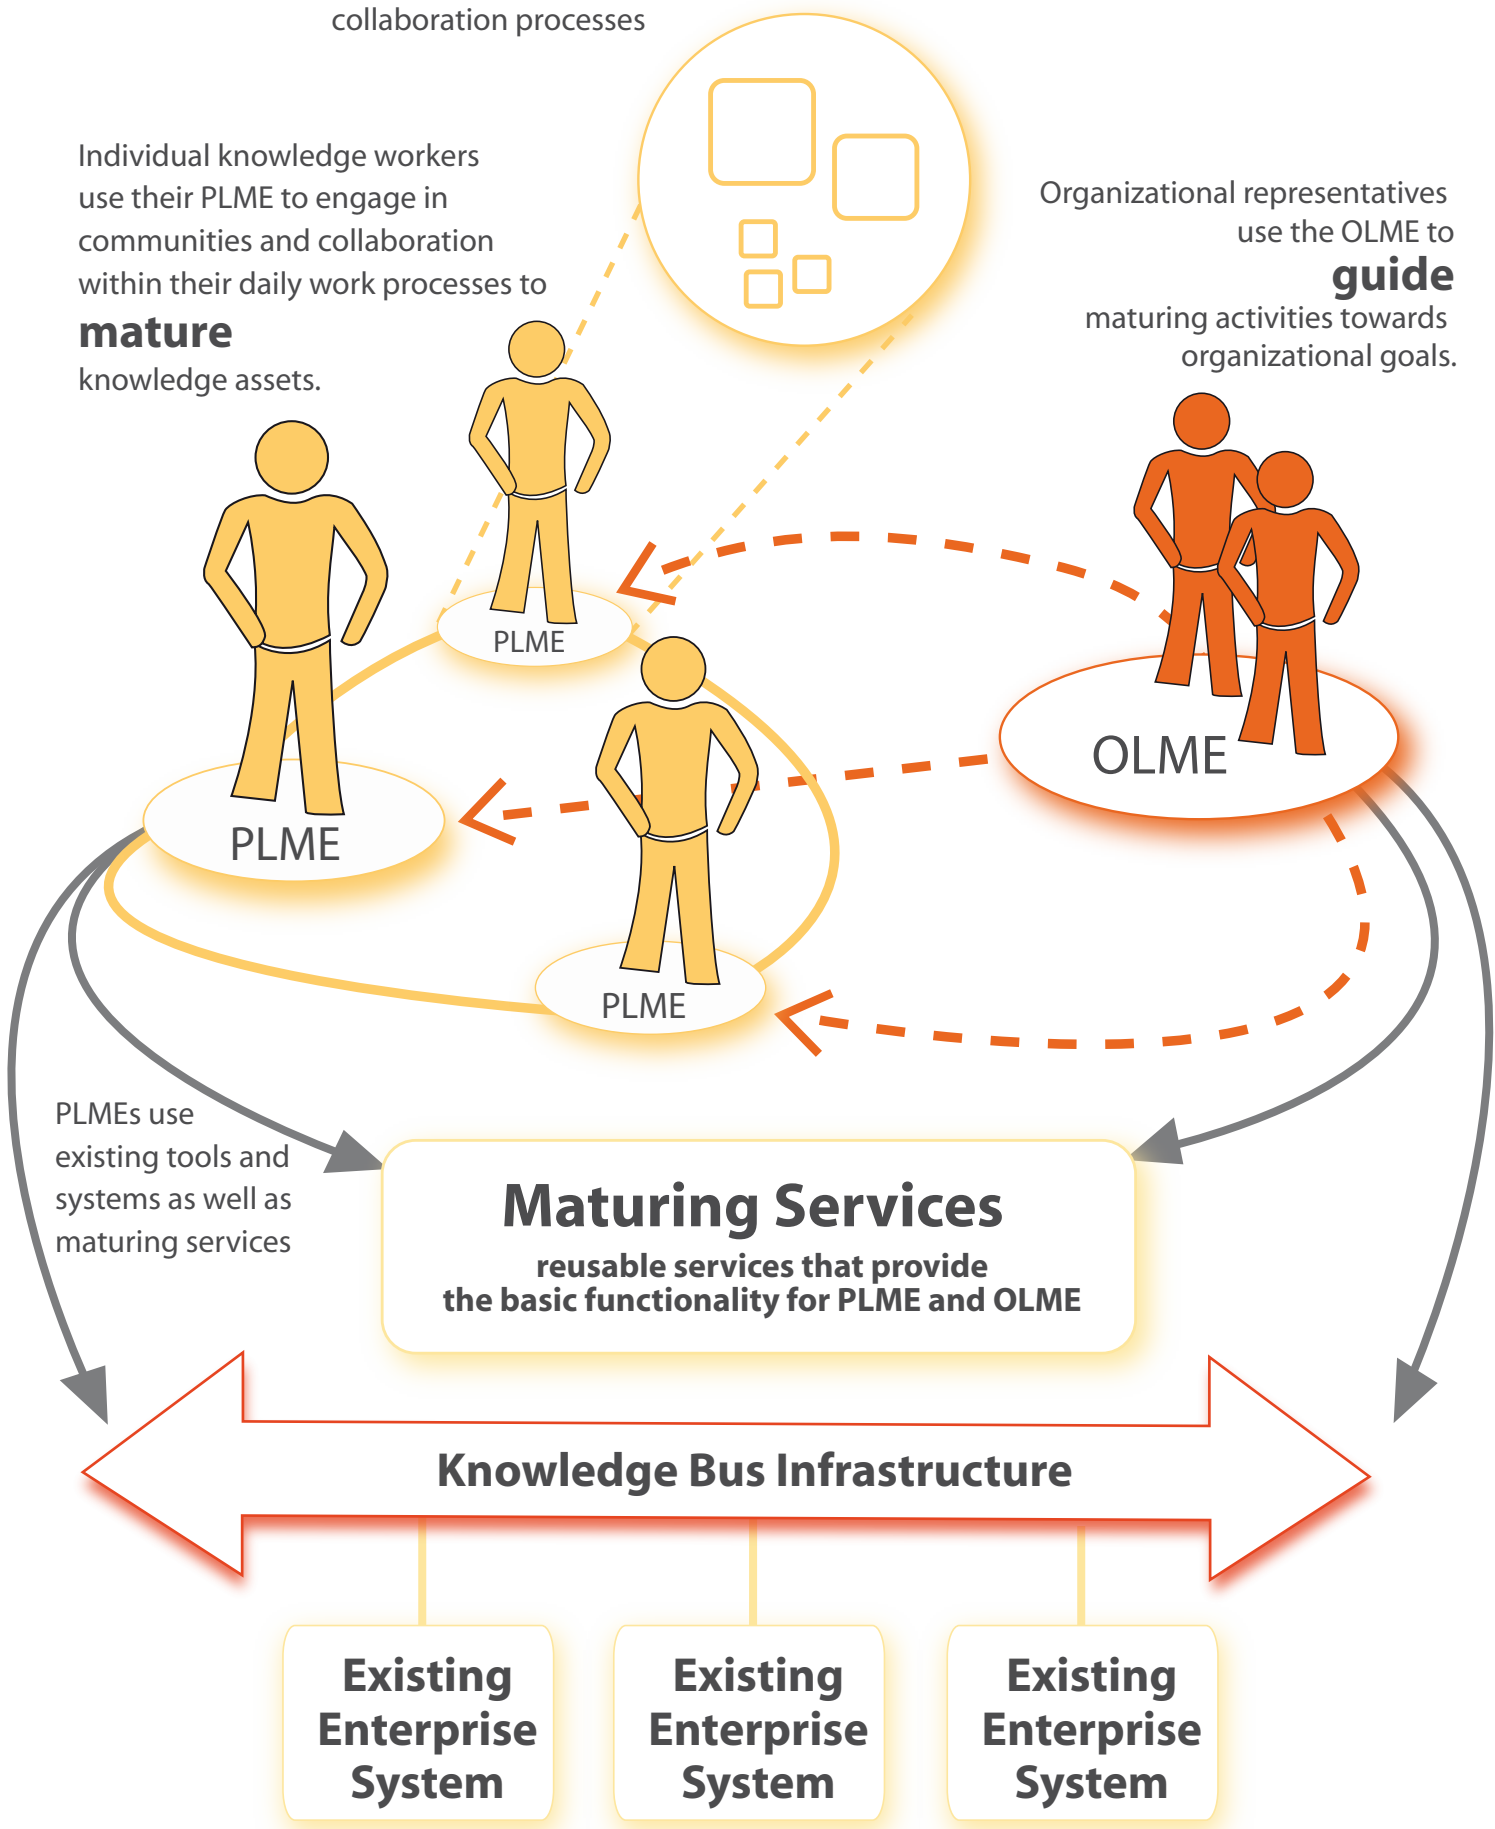 collaboration processes
Individual knowledge workers
use their PLME to engage in
communities and collaboration
within their daily work processes to
mature
knowledge assets.
Organizational representatives
use the OLME to
guide
maturing activities towards
organizational goals.
PLME
PLME
OLME
PLME
PLMEs use
existing tools and
systems as well as
maturing services
Maturing Services
reusable services that provide
the basic functionality for PLME and OLME
Knowledge Bus Infrastructure
Existing
Enterprise
System
Existing
Enterprise
System
Existing
Enterprise
System